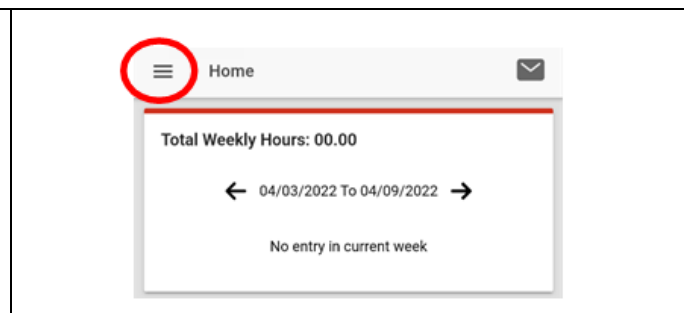 Home
Total Weekly Hours: 00.00
04/03/2022 To 04/09/2022
No entry in current week